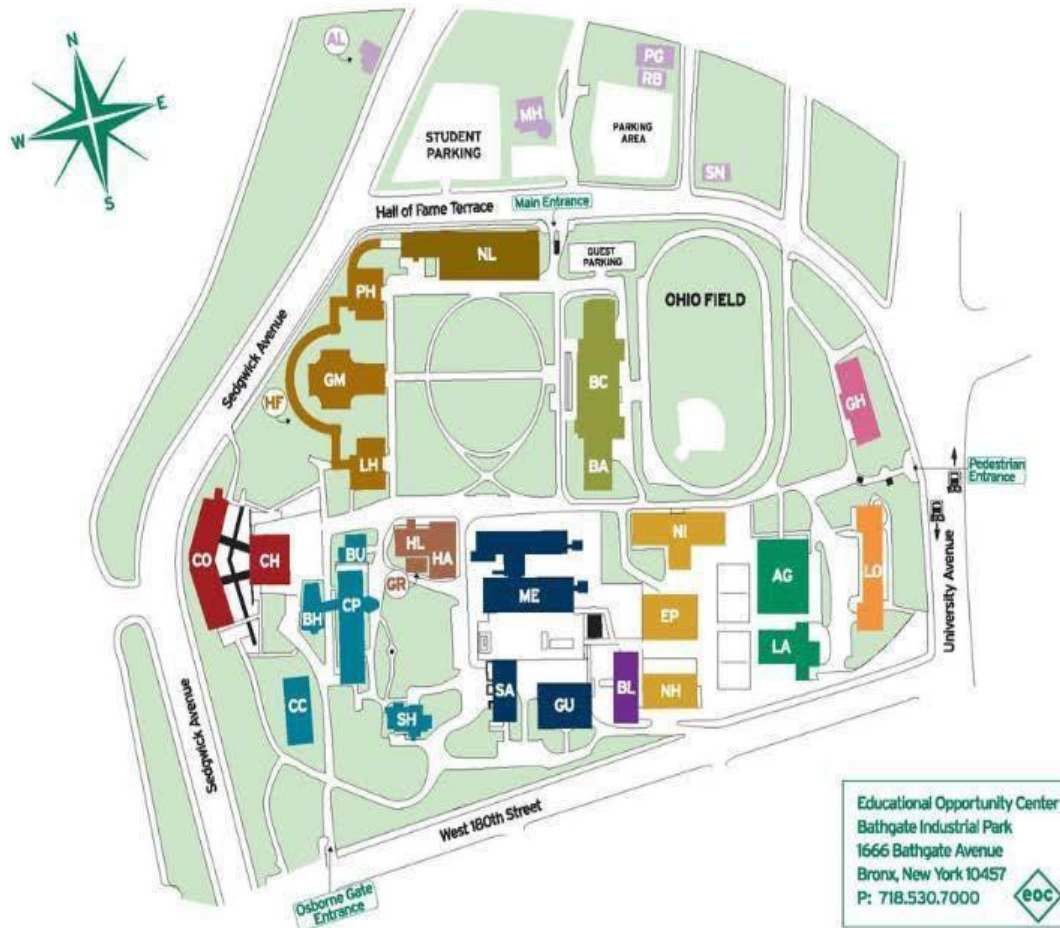 N
E
S
W
AL
PG
RB
MH
STUDENT
PARKING
PARKING
AREA
SN
Hall of Fame Terrace
Main Entrance
NL
GUEST
PARKING
PH
OHIO FIELD
Sedgwick Avenue
GM
BC
HF
GH
LH
BA
Pedestrian
Entrance
CO
CH
BU
HL
HA
NI
GR
AG
LO
BH
CP
ME
EP
University Avenue
LA
CC
SH
SA
GU
BL
NH
Sedgwick Avenue
West 180th Street
Osborne Gate
Entrance
Educational Opportunity Center
Bathgate Industrial Park
1666 Bathgate Avenue
Bronx, New York 10457
P: 718.530.7000
eoc